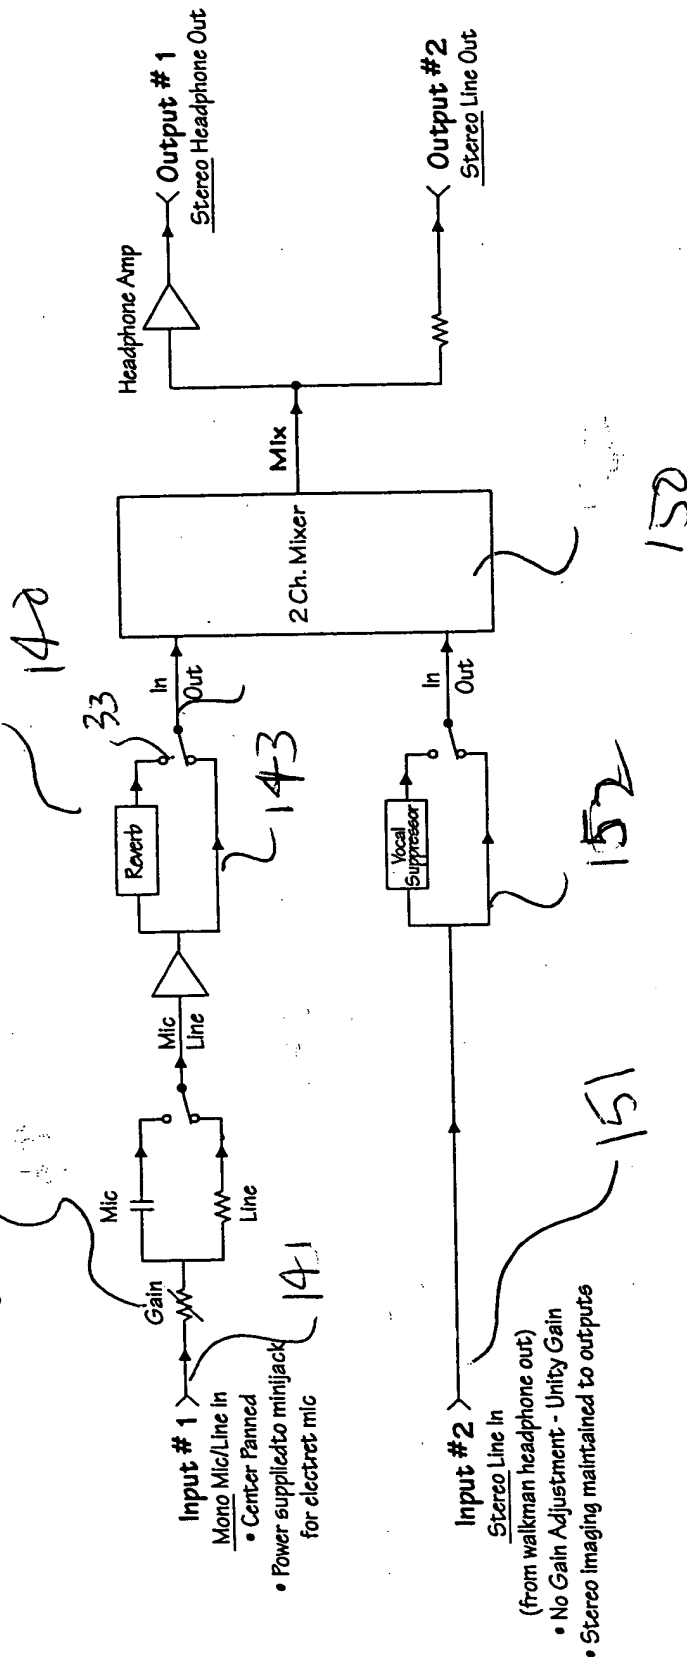 140
Input # 1
Mono Mic/Line In
• Center Panned
• Power suppliedto minijack
for electret mic
141
Gain
Mic
Line
Mic
Line
Reverb
33
143
In
Out
2 Ch. Mixer
150
Mix
Headphone Amp
Output # 1
Stereo Headphone Out
Output #2
Stereo Line Out
Input #2
Stereo Line In
(from walkman headphone out)
• No Gain Adjustment - Unity Gain
• Stereo imaging maintained to outputs
151
Vocal
Suppressor
152
In
Out